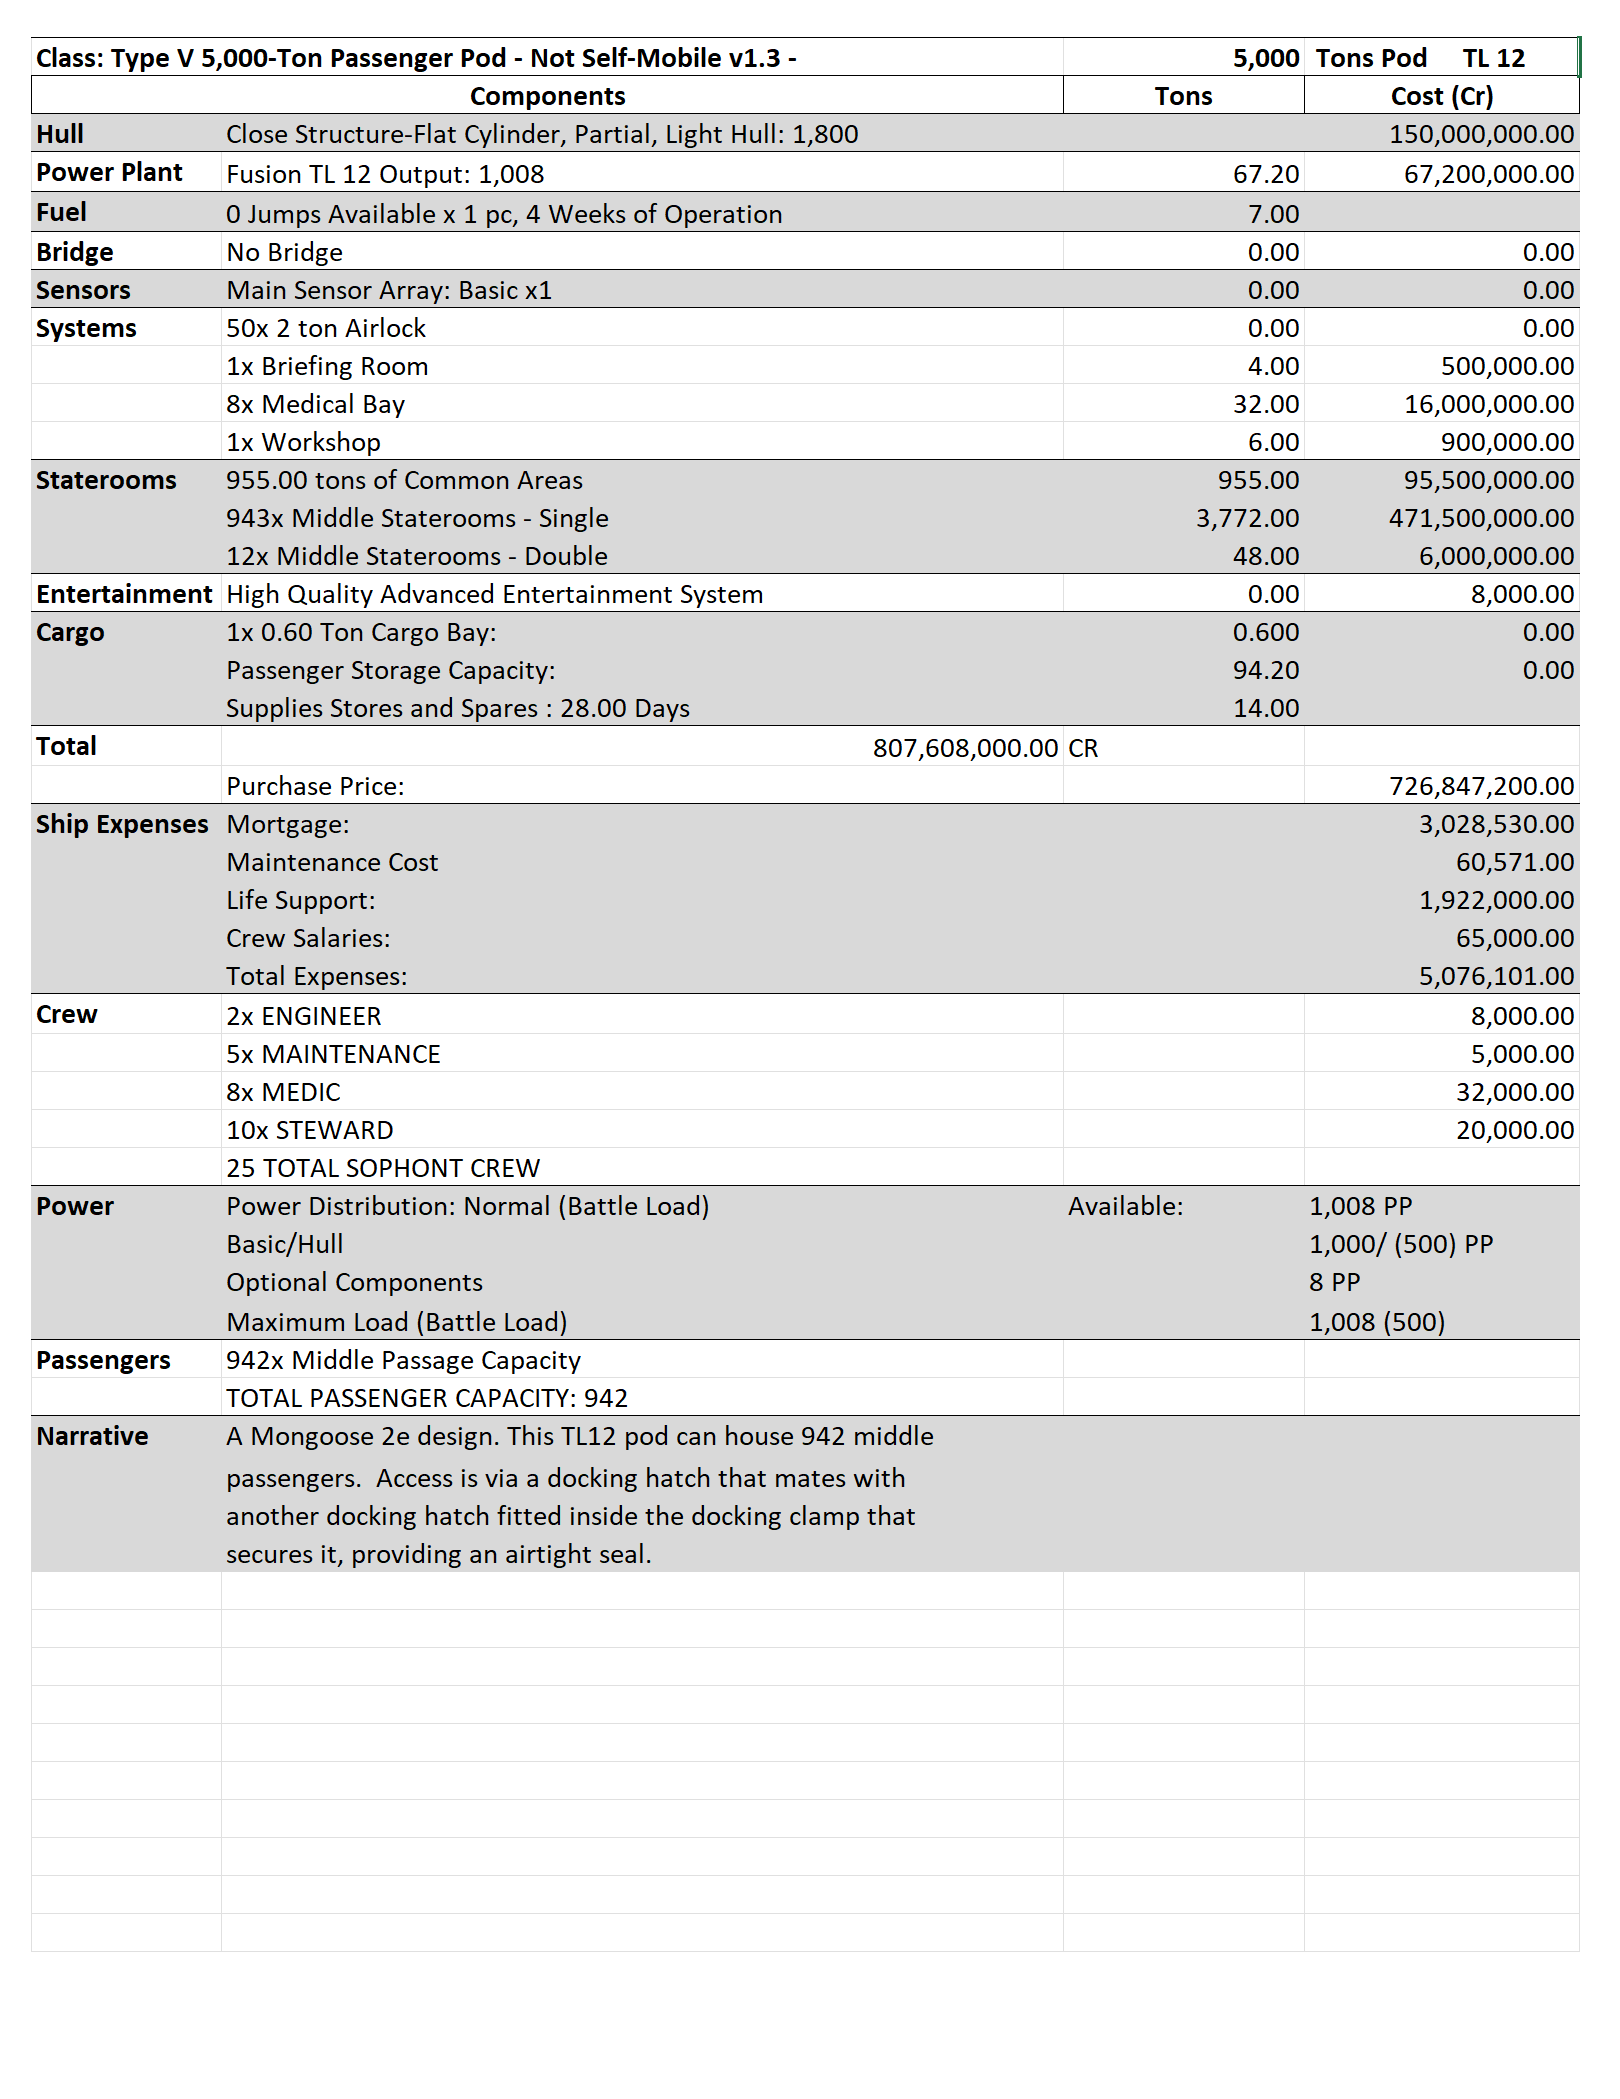 Class: Type V 5,000-Ton Passenger Pod - Not Self-Mobile v1.3 - 5,000 Tons Pod TL 12
Components Tons Cost (Cr)
Hull Close Structure-Flat Cylinder, Partial, Light Hull: 1,800 150,000,000.00
Power Plant Fusion TL 12 Output: 1,008 67.20 67,200,000.00
Fuel 0 Jumps Available x 1 pc, 4 Weeks of Operation 7.00
Bridge No Bridge 0.00 0.00
Sensors Main Sensor Array: Basic x1 0.00 0.00
Systems 50x 2 ton Airlock 0.00 0.00
1x Briefing Room 4.00 500,000.00
8x Medical Bay 32.00 16,000,000.00
1x Workshop 6.00 900,000.00
Staterooms 955.00 tons of Common Areas 955.00 95,500,000.00
943x Middle Staterooms - Single 3,772.00 471,500,000.00
12x Middle Staterooms - Double 48.00 6,000,000.00
Entertainment High Quality Advanced Entertainment System 0.00 8,000.00
Cargo 1x 0.60 Ton Cargo Bay: 0.600 0.00
Passenger Storage Capacity: 94.20 0.00
Supplies Stores and Spares : 28.00 Days 14.00
Total 807,608,000.00 CR
Purchase Price: 726,847,200.00
Ship Expenses Mortgage: 3,028,530.00
Maintenance Cost 60,571.00
Life Support: 1,922,000.00
Crew Salaries: 65,000.00
Total Expenses: 5,076,101.00
Crew 2x ENGINEER 8,000.00
5x MAINTENANCE 5,000.00
8x MEDIC 32,000.00
10x STEWARD 20,000.00
25 TOTAL SOPHONT CREW
Power Power Distribution: Normal (Battle Load) Available: 1,008 PP
Basic/Hull 1,000/ (500) PP
Optional Components 8 PP
Maximum Load (Battle Load) 1,008 (500)
Passengers 942x Middle Passage Capacity
TOTAL PASSENGER CAPACITY: 942
Narrative A Mongoose 2e design. This TL12 pod can house 942 middle
passengers.  Access is via a docking hatch that mates with
another docking hatch fitted inside the docking clamp that
secures it, providing an airtight seal.